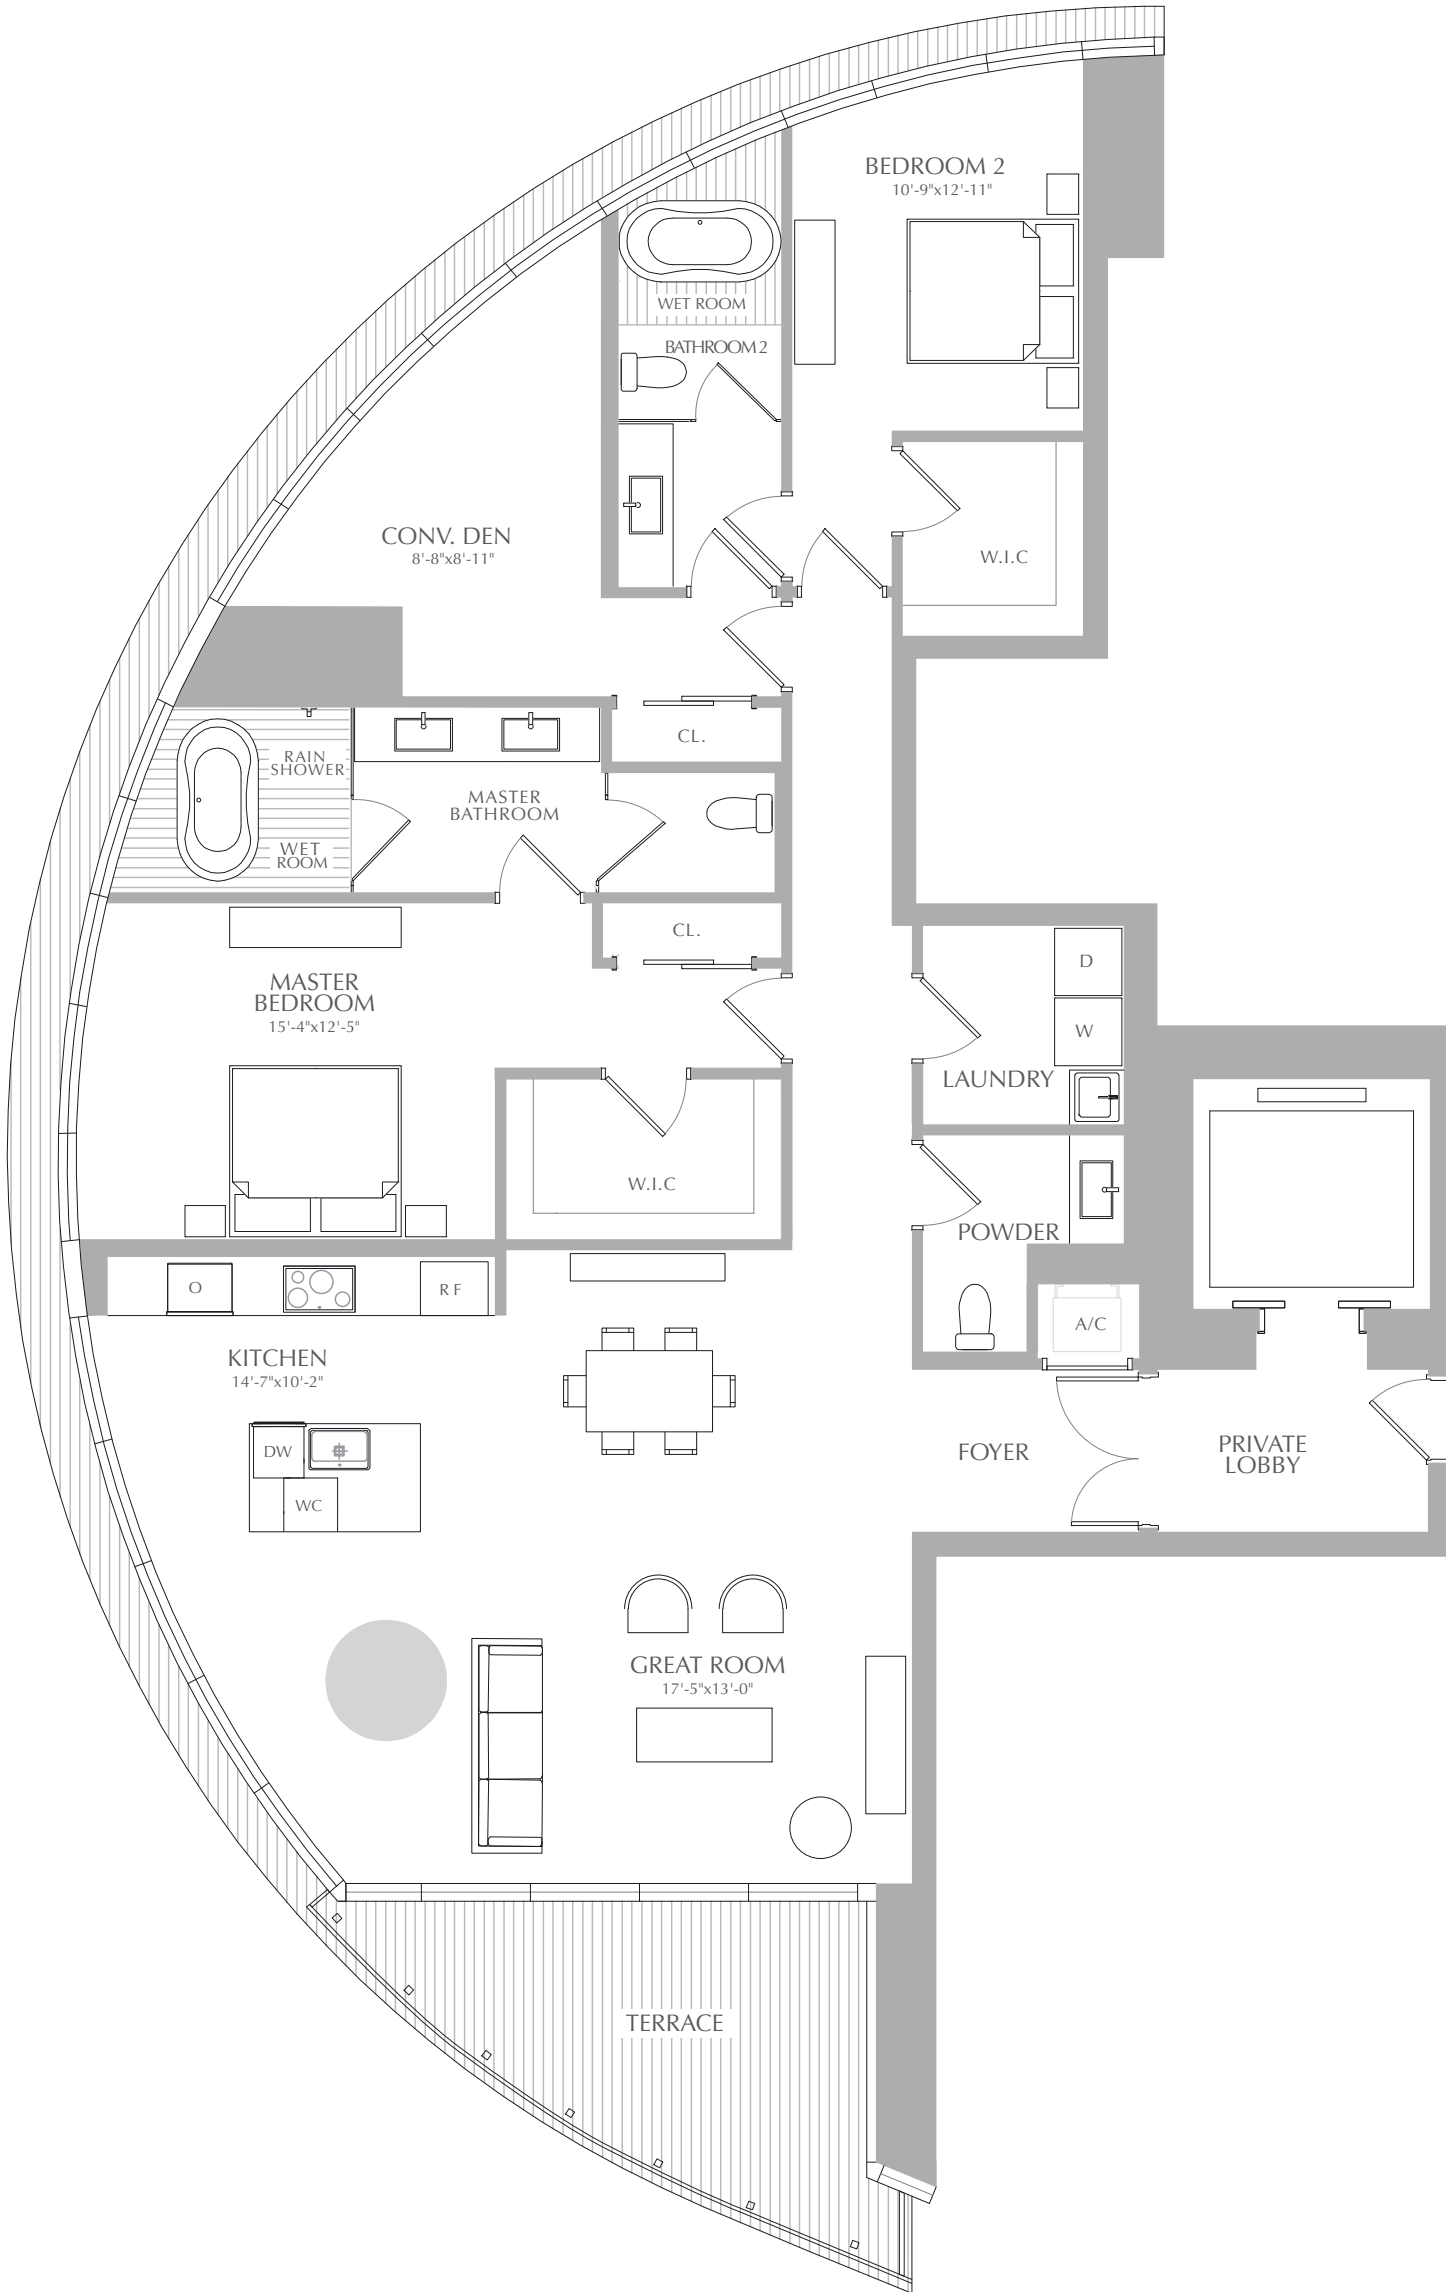 BEDROOM 2
10'-9"x12'-11"
WET ROOM
BATHROOM 2
CONV. DEN
8'-8"x8'-11"
W.I.C
CL.
RAIN
SHOWER
MASTER
BATHROOM
WET
ROOM
CL.
MASTER
BEDROOM
15'-4"x12'-5"
D
W
LAUNDRY
W.I.C
POWDER
O
RF
A/C
KITCHEN
14'-7"x10'-2"
DW
WC
FOYER
PRIVATE
LOBBY
GREAT ROOM
17'-5"x13'-0"
TERRACE